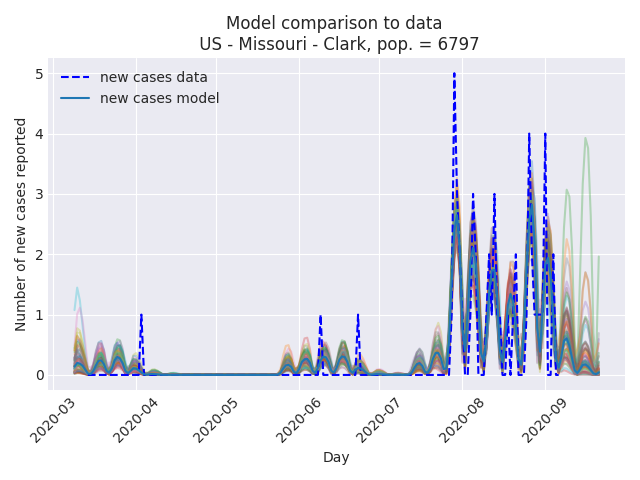 Model comparison to data
US - Missouri - Clark, pop. = 6797
new cases data
new cases model
Number of new cases reported
5
4
3
2
1
0
2020-03
2020-04
2020-05
2020-06
2020-07
2020-08
2020-09
Day